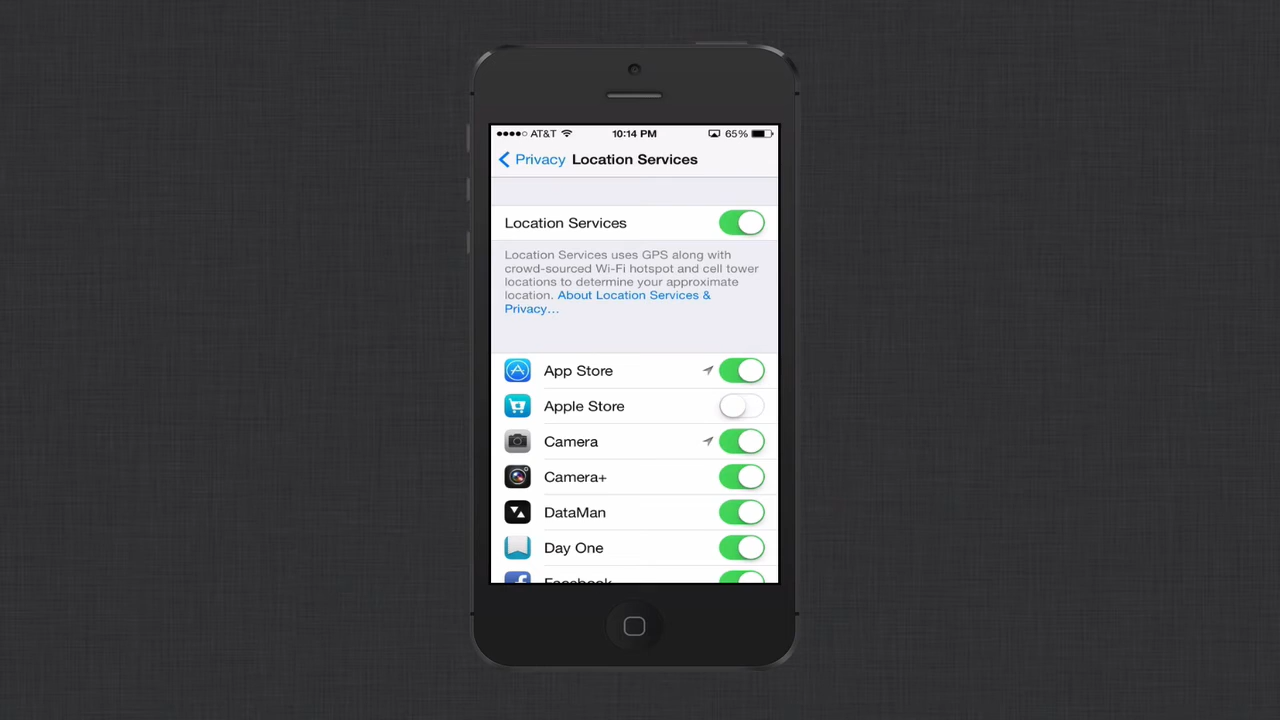 AT&T 10:14 PM 65%
Privacy Location Services
Location Services
Location Services uses GPS along with
crowd-sourced Wi-Fi hotspot and cell tower
locations to determine your approximate
location. About Location Services &
Privacy…
App Store
Apple Store
Camera
Camera+
DataMan
Day One
Facebook